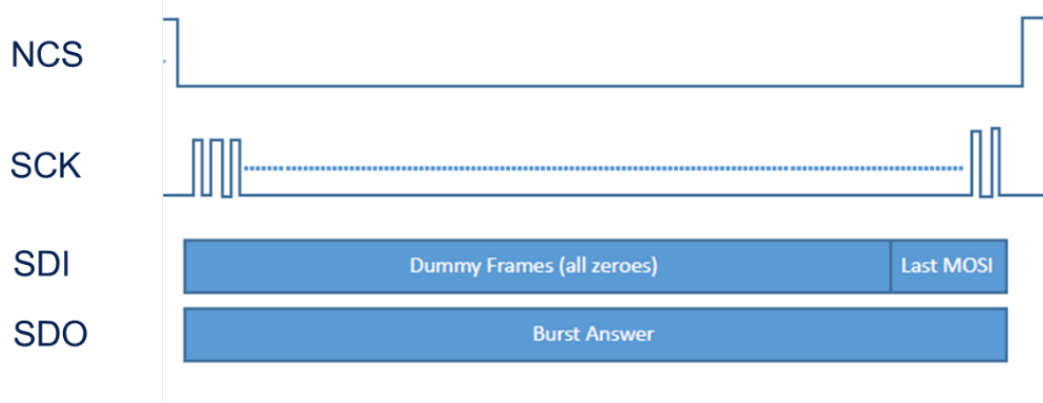 NCS
SCK
SDI
Dummy Frames (all zeroes)
Last MOSI
SDO
Burst Answer